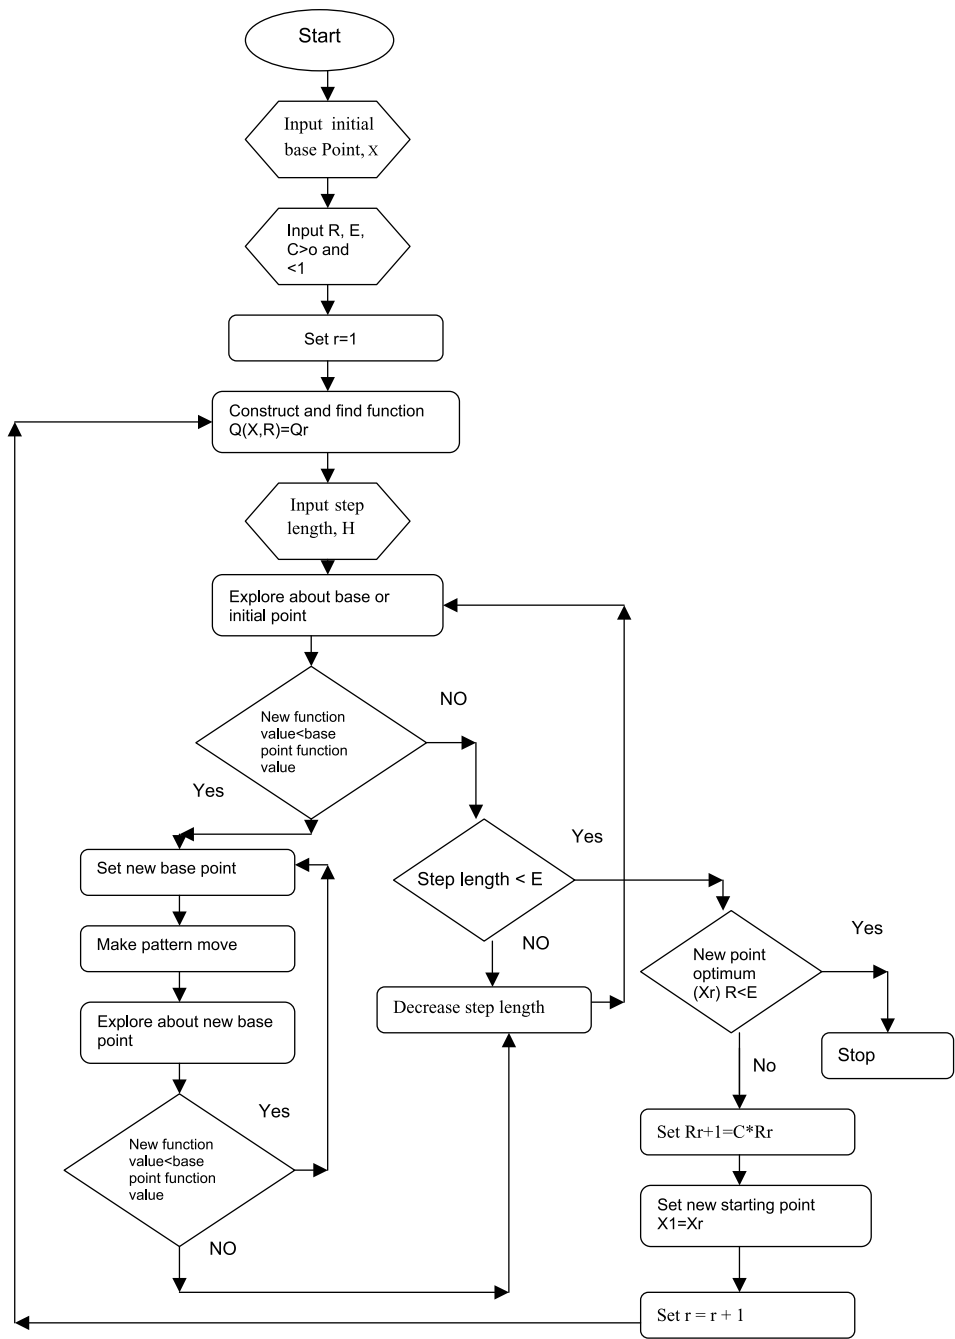 Start
Input initial
base Point, X
Input R, E,
C>o and
<1
Set r=1
Construct and find function
Q(X,R)=Qr
Input step
length, H
Explore about base or
initial point
New function
value<base
point function
value
NO
Yes
Set new base point
Step length < E
Yes
Make pattern move
NO
New point
optimum
(Xr) R<E
Yes
Explore about new base
point
Decrease step length
Stop
No
New function
value<base
point function
value
Yes
NO
Set Rr+1=C*Rr
Set new starting point
X1=Xr
Set r = r + 1